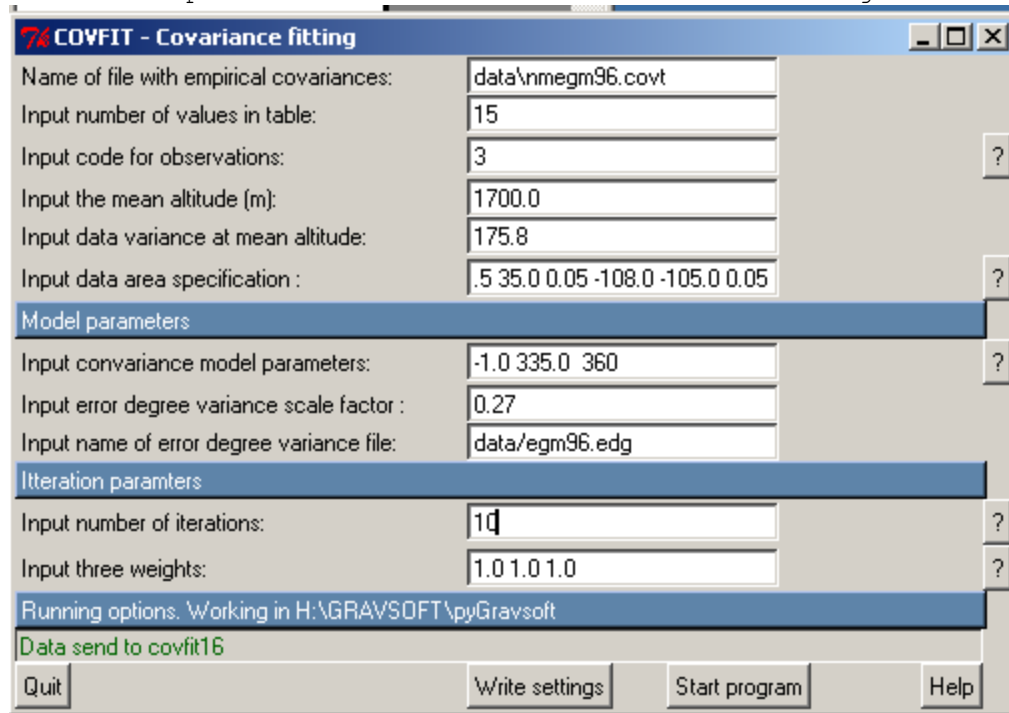 COVFIT - Covariance fitting
Name of file with empirical covariances: data\nmegm96.covt
Input number of values in table: 15
Input code for observations: 3 ?
Input the mean altitude (m): 1700.0
Input data variance at mean altitude: 175.8
Input data area specification : .5 35.0 0.05 -108.0 -105.0 0.05 ?
Model parameters
Input convariance model parameters: -1.0 335.0 360 ?
Input error degree variance scale factor : 0.27
Input name of error degree variance file: data/egm96.edg
Itteration paramters
Input number of iterations: 10 ?
Input three weights: 1.0 1.0 1.0 ?
Running options. Working in H:\GRAVSOFT\pyGravsoft
Data send to covfit16
Quit Write settings Start program Help